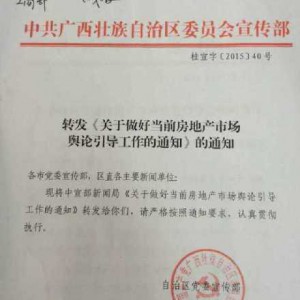 中共广西壮族自治区委员会宣传部
桂宣字〔2015〕40号
转发《关于做好当前房地产市场
舆论引导工作的通知》的通知
各市党委宣传部,区直各主要新闻单位:
现将中宣部新闻局《关于做好当前房地产市场舆论引导
工作的通知》转发给你们,请严格按照通知要求,认真贯彻
执行。
自治区党委宣传部